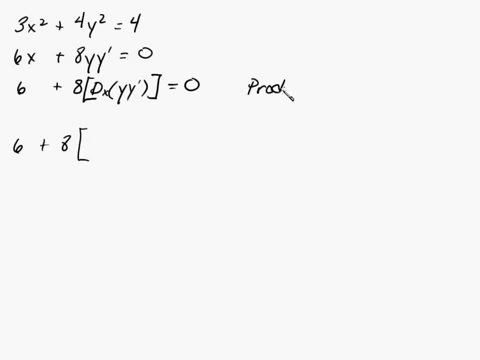 3x² + 4y² = 4
6x + 8yy' = 0
6 + 8[Dₓ(yy')] = 0 Prod
6 + 8[